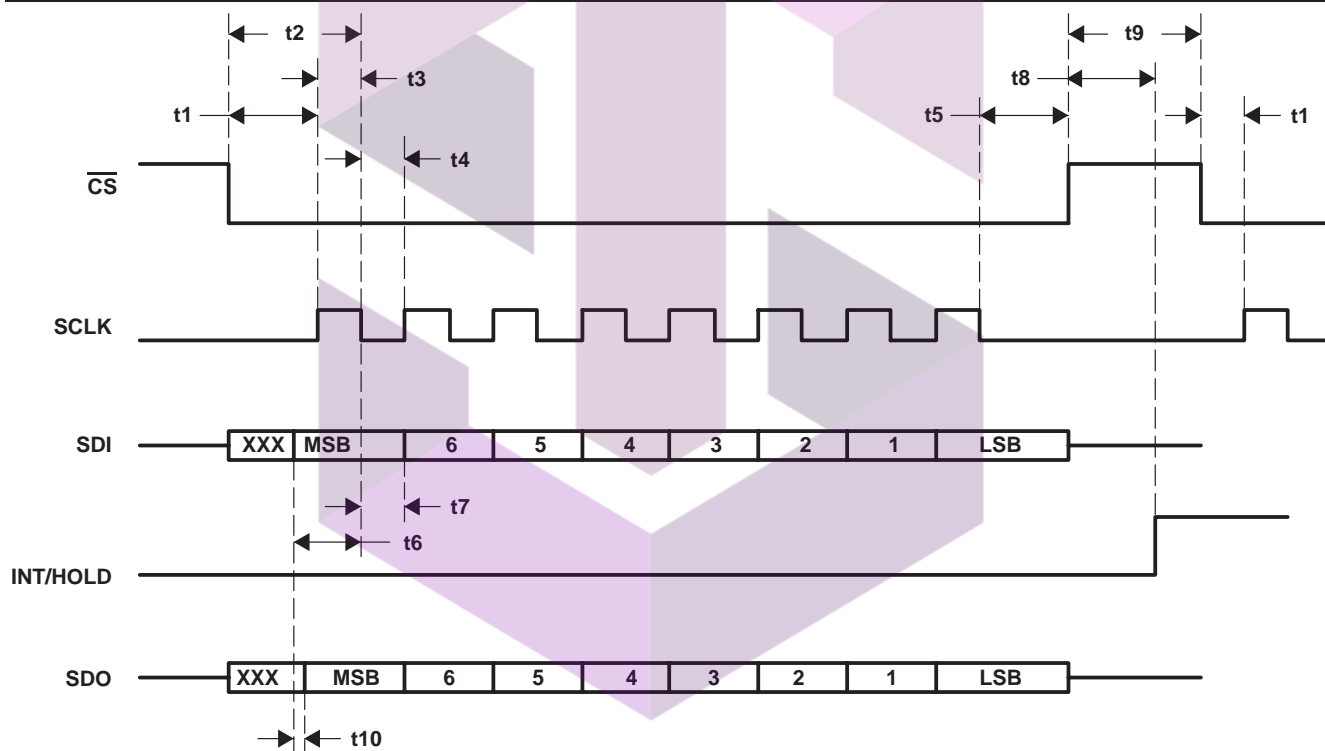 t2
t9
t3
t8
t1
t5
t1
t4
CS
SCLK
SDI XXX MSB 6 5 4 3 2 1 LSB
t7
t6
INT/HOLD
SDO XXX MSB 6 5 4 3 2 1 LSB
t10